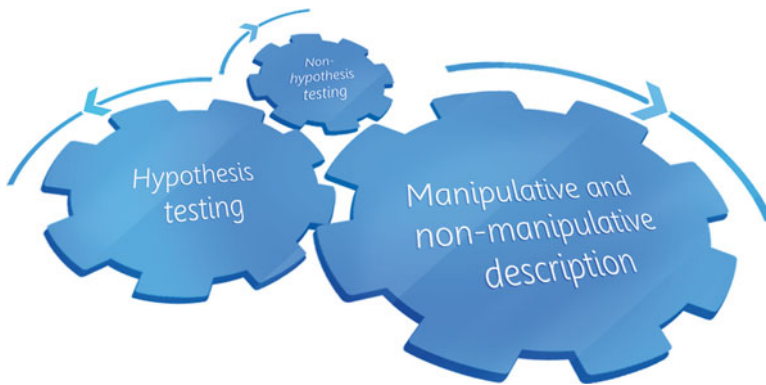 Non-
hypothesis
testing
Hypothesis
testing
Manipulative and
non-manipulative
description